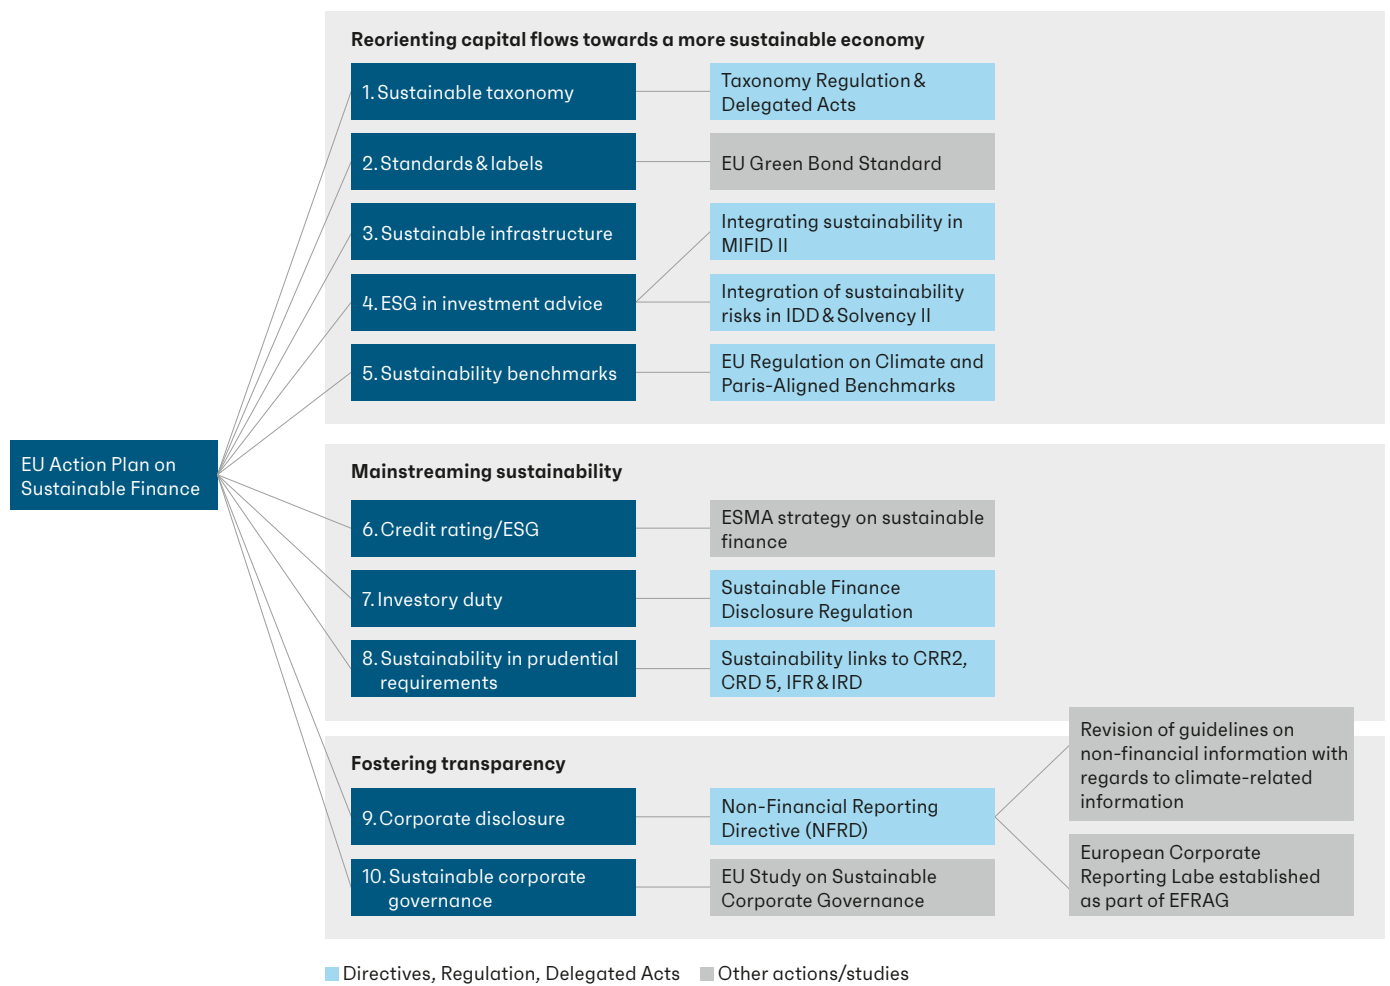 EU Action Plan on
Sustainable Finance
Reorienting capital flows towards a more sustainable economy
1. Sustainable taxonomy
Taxonomy Regulation &
Delegated Acts
2. Standards & labels
EU Green Bond Standard
3. Sustainable infrastructure
Integrating sustainability in
MIFID II
4. ESG in investment advice
Integration of sustainability
risks in IDD & Solvency II
5. Sustainability benchmarks
EU Regulation on Climate and
Paris-Aligned Benchmarks
Mainstreaming sustainability
6. Credit rating/ESG
ESMA strategy on sustainable
finance
7. Investory duty
Sustainable Finance
Disclosure Regulation
8. Sustainability in prudential
requirements
Sustainability links to CRR2,
CRD 5, IFR & IRD
Fostering transparency
9. Corporate disclosure
Non-Financial Reporting
Directive (NFRD)
Revision of guidelines on
non-financial information with
regards to climate-related
information
European Corporate
Reporting Labe established
as part of EFRAG
10. Sustainable corporate
governance
EU Study on Sustainable
Corporate Governance
Directives, Regulation, Delegated Acts
Other actions/studies